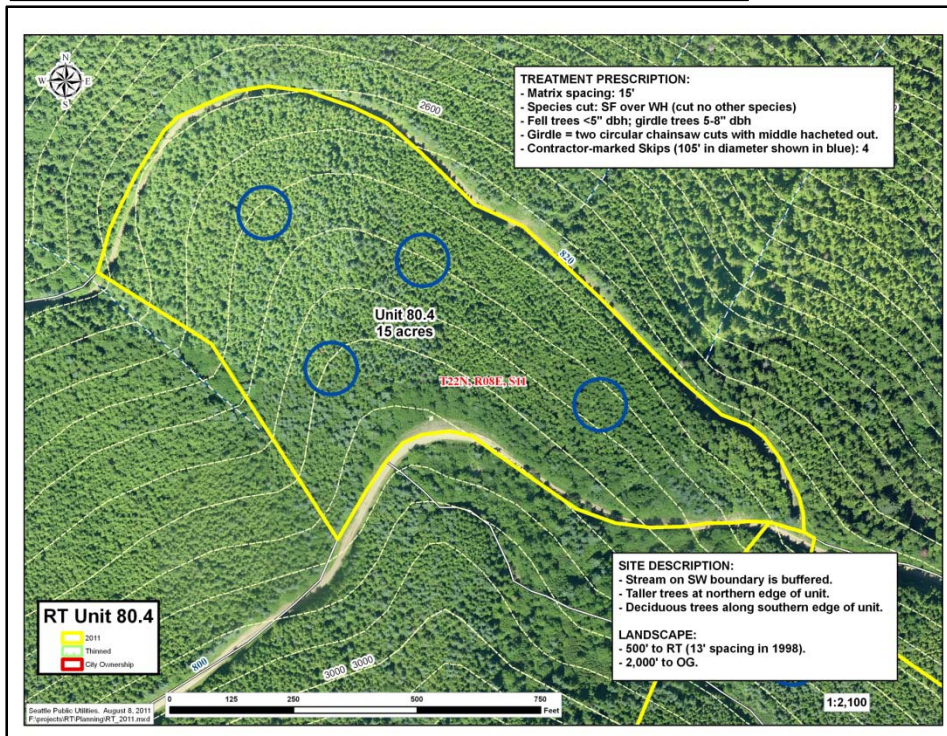 N
W E
S
TREATMENT PRESCRIPTION:
- Matrix spacing: 15'
- Species cut: SF over WH (cut no other species)
- Fell trees <5" dbh; girdle trees 5-8" dbh
- Girdle = two circular chainsaw cuts with middle hacheted out.
- Contractor-marked Skips (105' in diameter shown in blue): 4
2600
820
Unit 80.4
15 acres
T22N, R08E, S11
SITE DESCRIPTION:
- Stream on SW boundary is buffered.
- Taller trees at northern edge of unit.
- Deciduous trees along southern edge of unit.
LANDSCAPE:
- 500' to RT (13' spacing in 1998).
- 2,000' to OG.
RT Unit 80.4
2011
Thinned
City Ownership
800
3000 3000
0 125 250 500 750
Feet
1:2,100
Seattle Public Utilities. August 8, 2011
F:\projects\RT\Planning\RT_2011.mxd